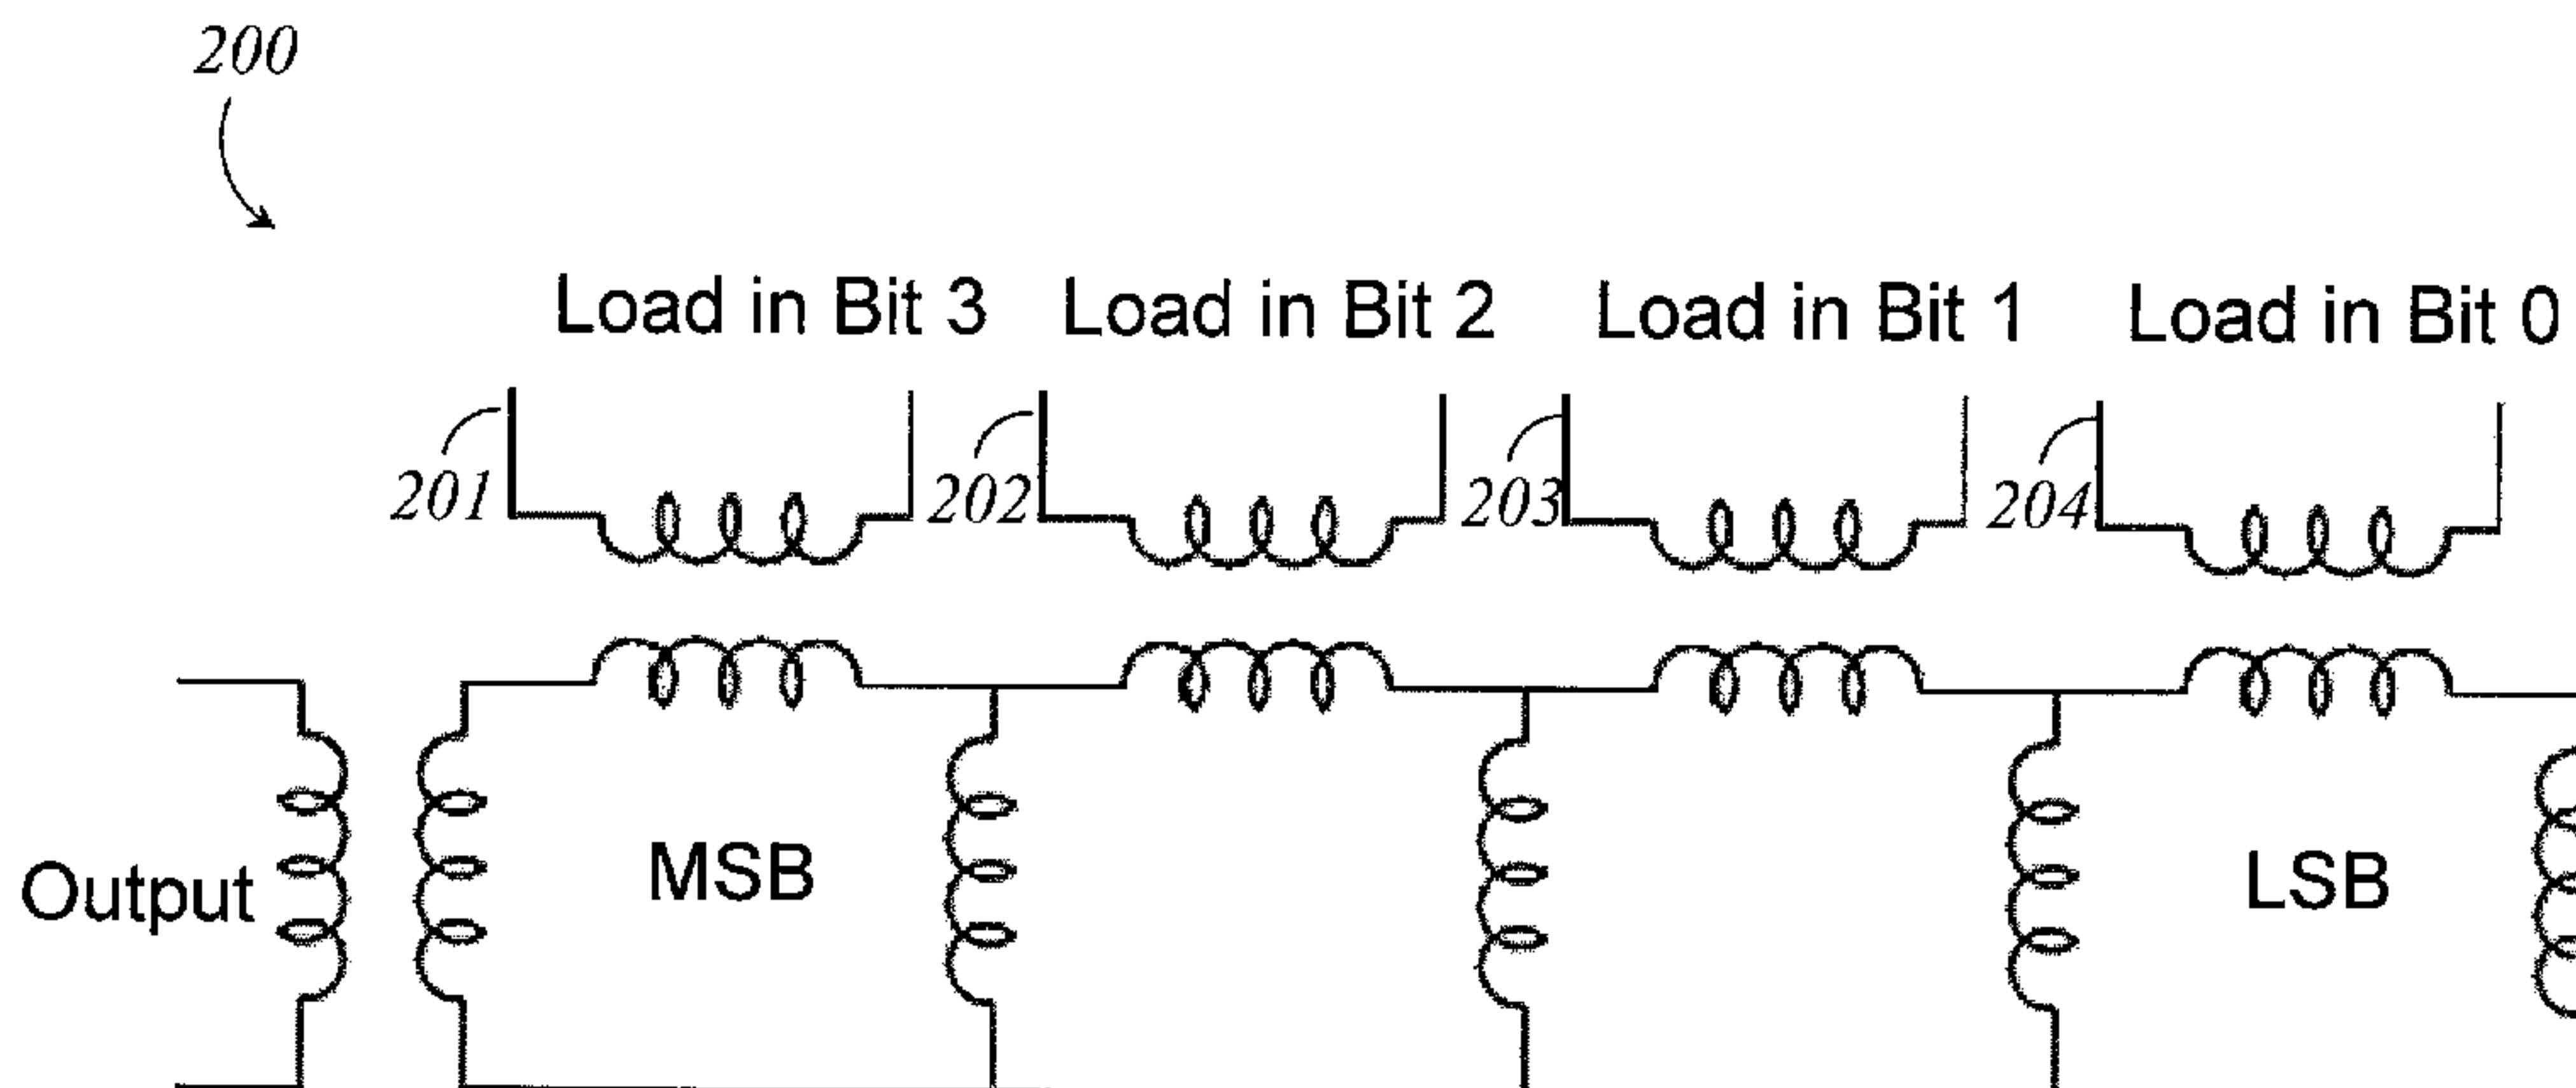 200
Load in Bit 3 Load in Bit 2 Load in Bit 1 Load in Bit 0
201 202 203 204
Output MSB LSB